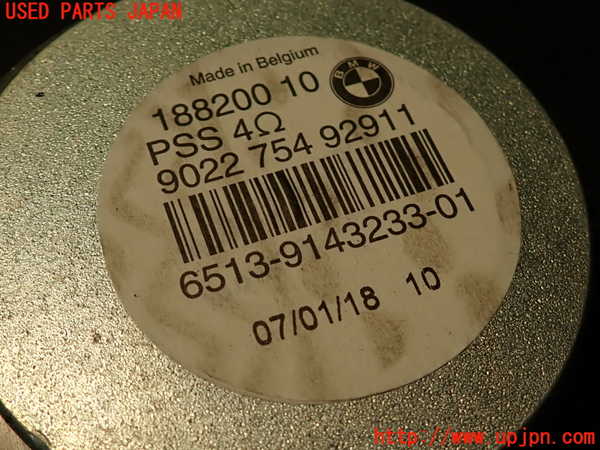 USED PARTS JAPAN
Made in Belgium
BMW
188200 10
PSS 4Ω
9022 754 92911
6513-9143233-01
07/01/18 10
http://www.upjpn.com